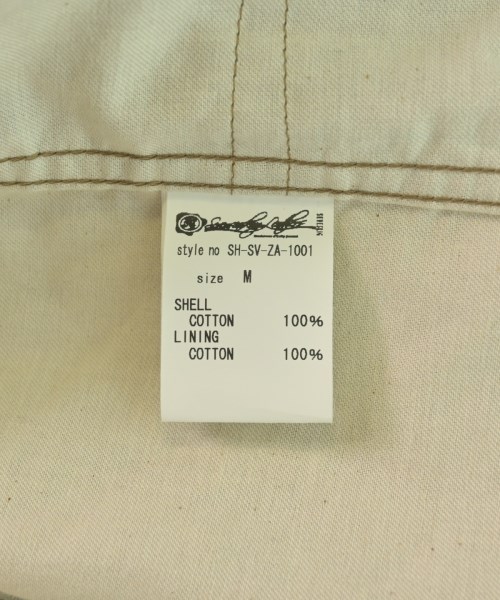 style no SH-SV-ZA-1001
size M
SHELL
COTTON 100%
LINING
COTTON 100%